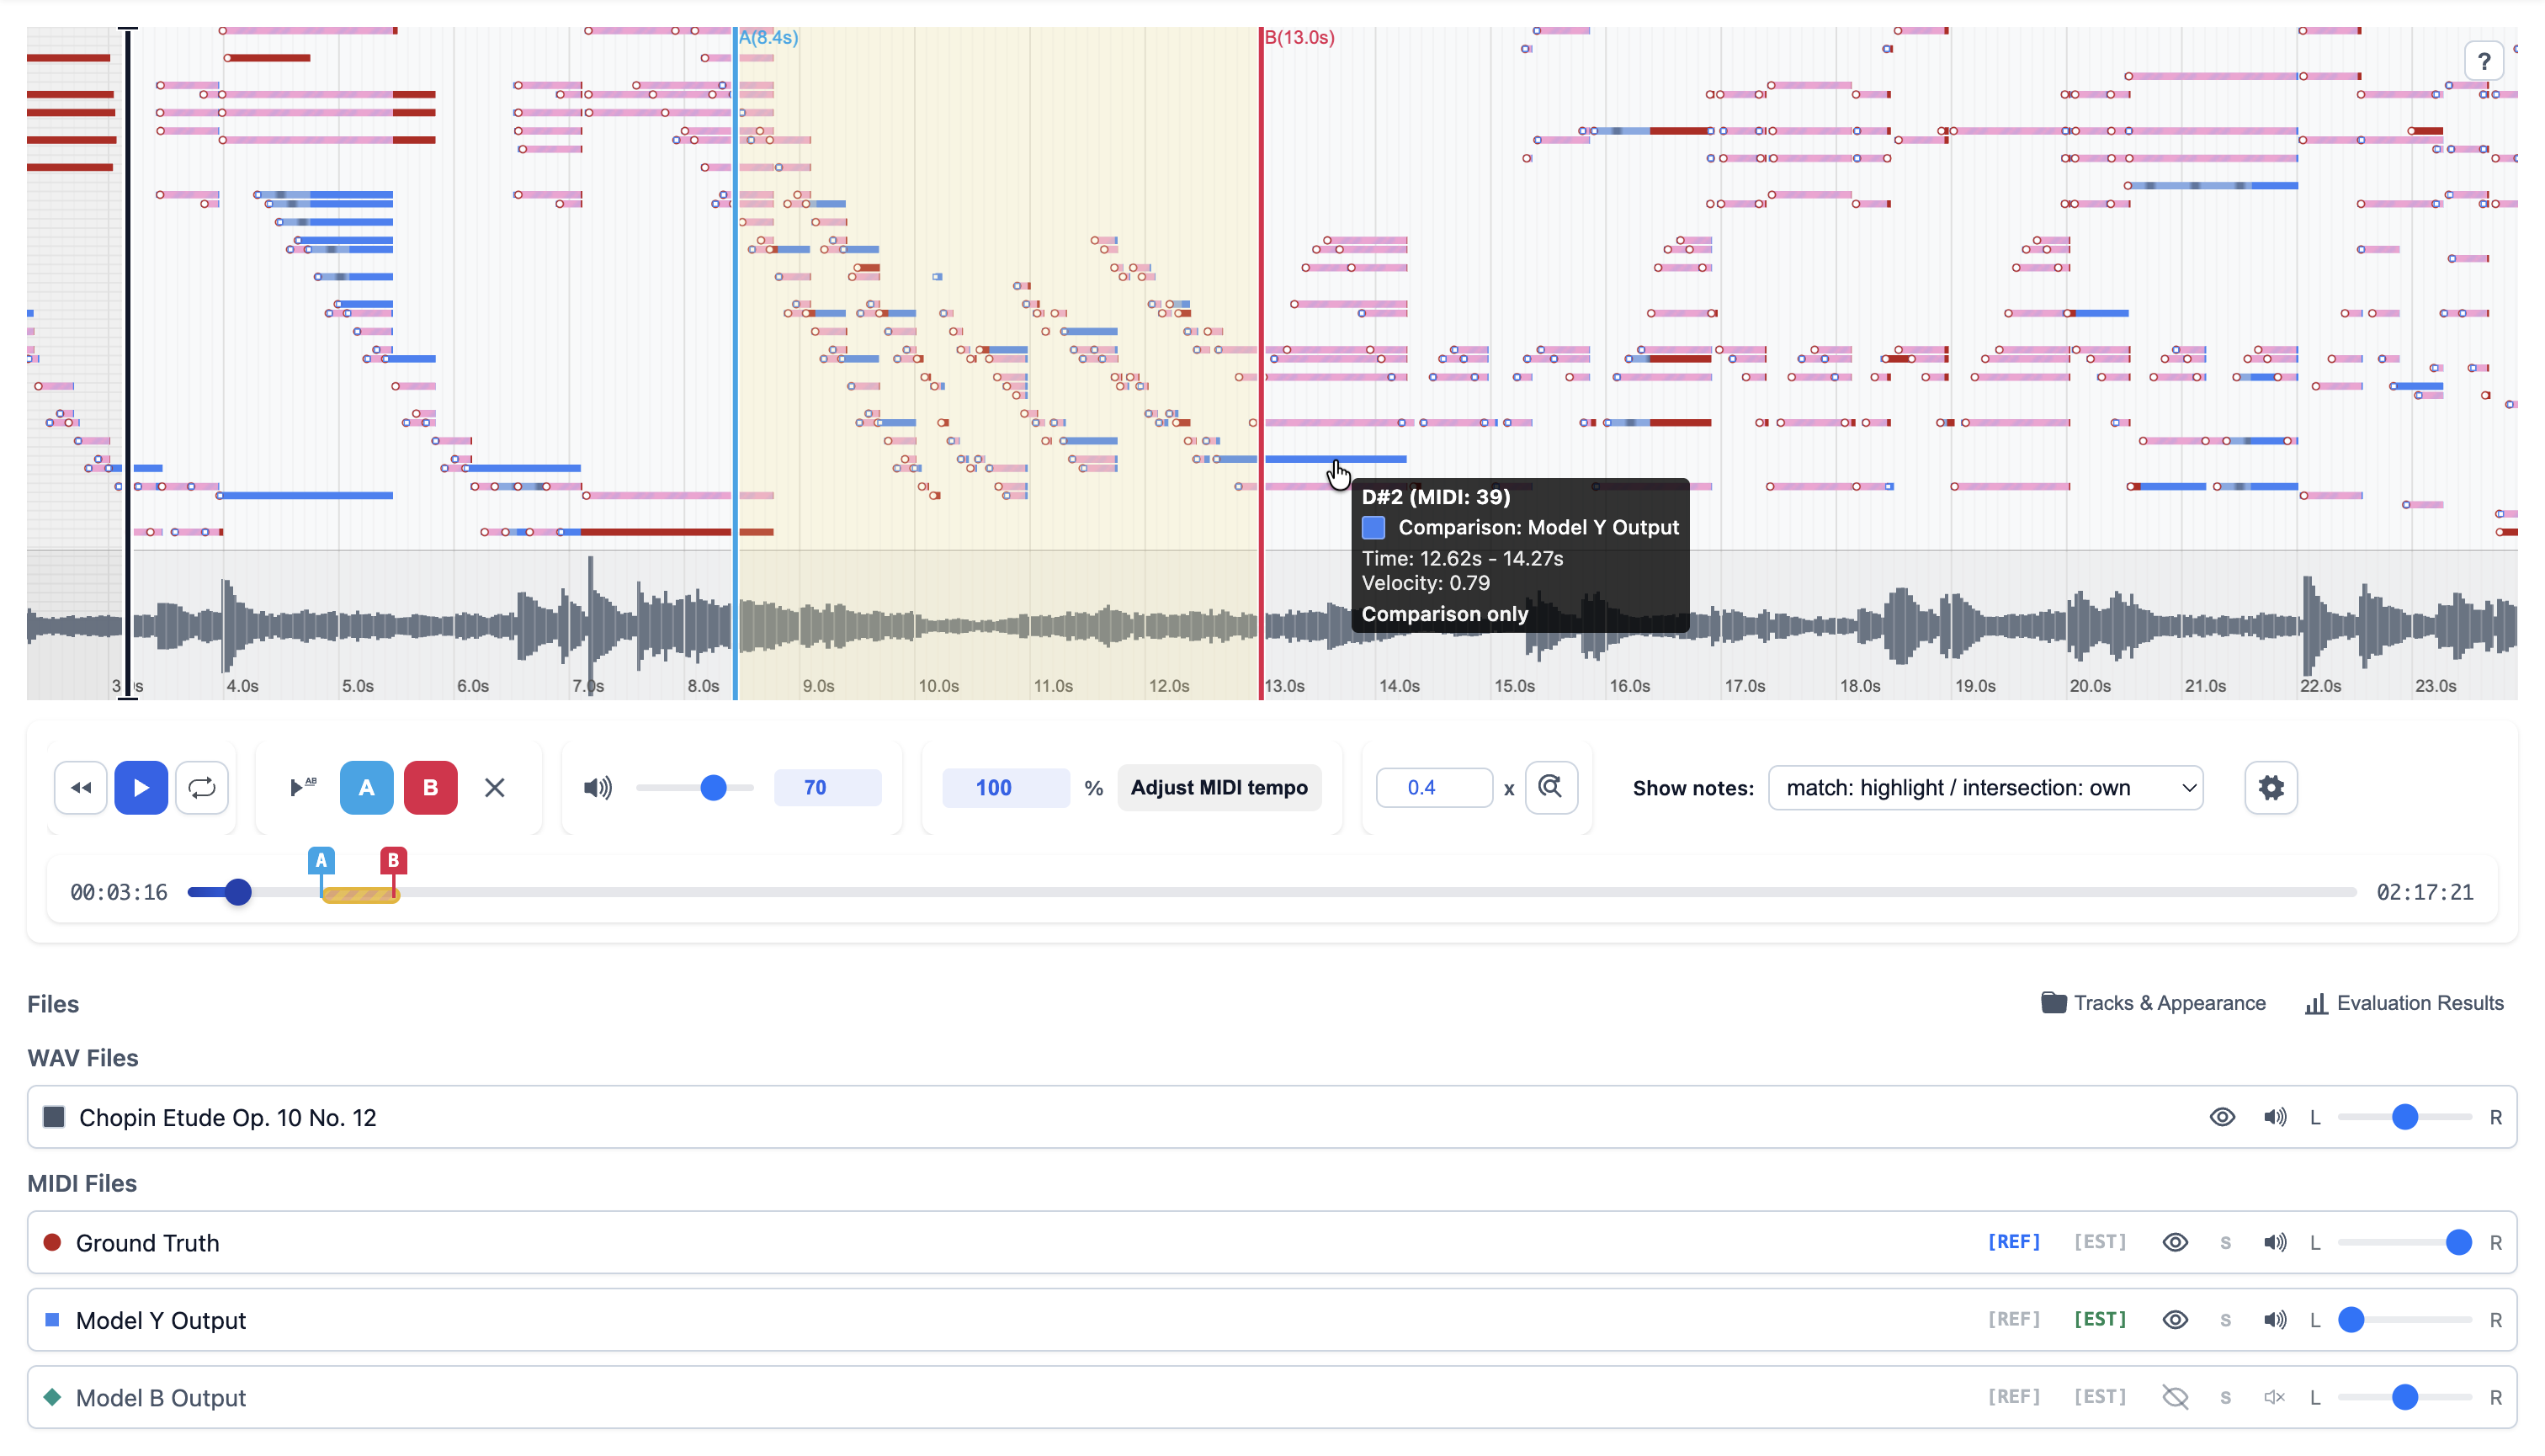 A(8.4s)
B(13.0s)
?
D#2 (MIDI: 39)
Comparison: Model Y Output
Time: 12.62s - 14.27s
Velocity: 0.79
Comparison only
4.0s 5.0s 6.0s 7.0s 8.0s 9.0s 10.0s 11.0s 12.0s 13.0s 14.0s 15.0s 16.0s 17.0s 18.0s 19.0s 20.0s 21.0s 22.0s 23.0s
AB A B 70 100 % Adjust MIDI tempo 0.4 x Show notes: match: highlight / intersection: own
A B
00:03:16 02:17:21
Files Tracks & Appearance Evaluation Results
WAV Files
Chopin Etude Op. 10 No. 12 L R
MIDI Files
Ground Truth [REF] [EST] S L R
Model Y Output [REF] [EST] S L R
Model B Output [REF] [EST] S L R